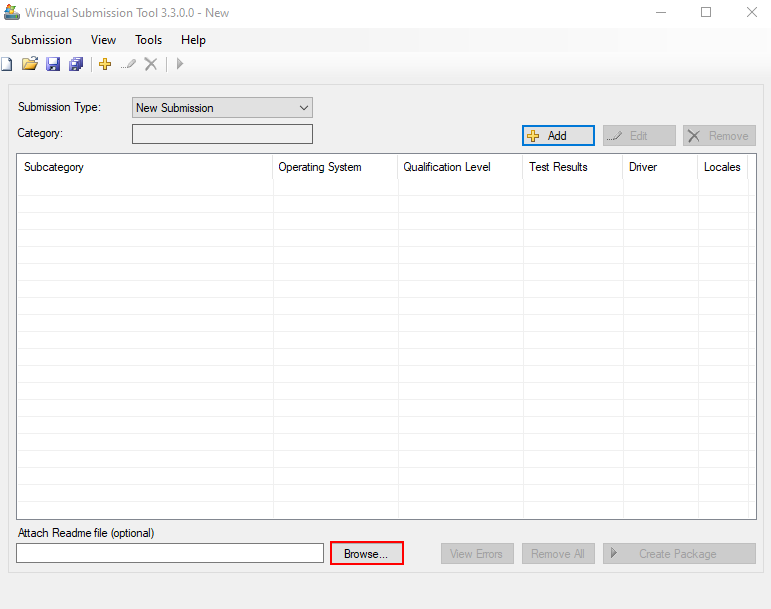 Winqual Submission Tool 3.3.0.0 - New
Submission View Tools Help
Submission Type: New Submission
Category:
Add Edit Remove
Subcategory Operating System Qualification Level Test Results Driver Locales
Attach Readme file (optional)
Browse... View Errors Remove All Create Package